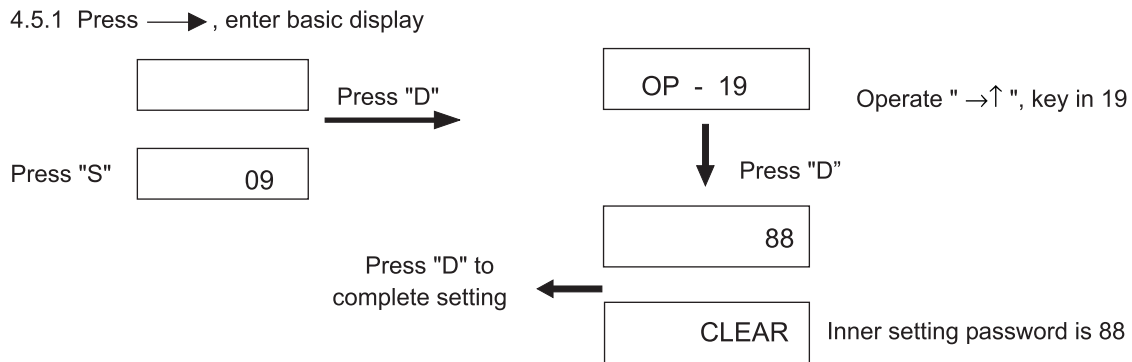 4.5.1 Press ⟶ , enter basic display
Press "D"
Press "S"
09
OP - 19
Operate " →↑ ", key in 19
Press "D”
88
Press "D" to
complete setting
CLEAR
Inner setting password is 88